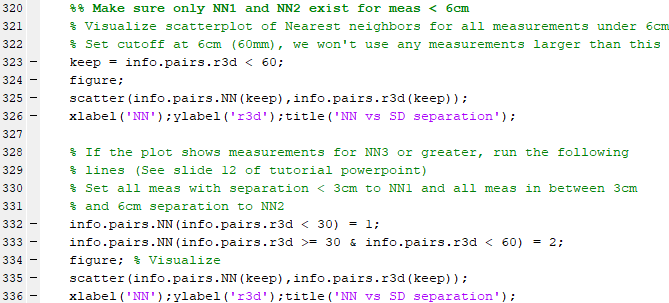 320 %% Make sure only NN1 and NN2 exist for meas < 6cm
321 % Visualize scatterplot of Nearest neighbors for all measurements under 6cm
322 % Set cutoff at 6cm (60mm), we won't use any measurements larger than this
323 — keep = info.pairs.r3d < 60;
324 — figure;
325 — scatter(info.pairs.NN(keep),info.pairs.r3d(keep));
326 — xlabel('NN');ylabel('r3d');title('NN vs SD separation');
327
328 % If the plot shows measurements for NN3 or greater, run the following
329 % lines (See slide 12 of tutorial powerpoint)
330 % Set all meas with separation < 3cm to NN1 and all meas in between 3cm
331 % and 6cm separation to NN2
332 — info.pairs.NN(info.pairs.r3d < 30) = 1;
333 — info.pairs.NN(info.pairs.r3d >= 30 & info.pairs.r3d < 60) = 2;
334 — figure; % Visualize
335 — scatter(info.pairs.NN(keep),info.pairs.r3d(keep));
336 — xlabel('NN');ylabel('r3d');title('NN vs SD separation');